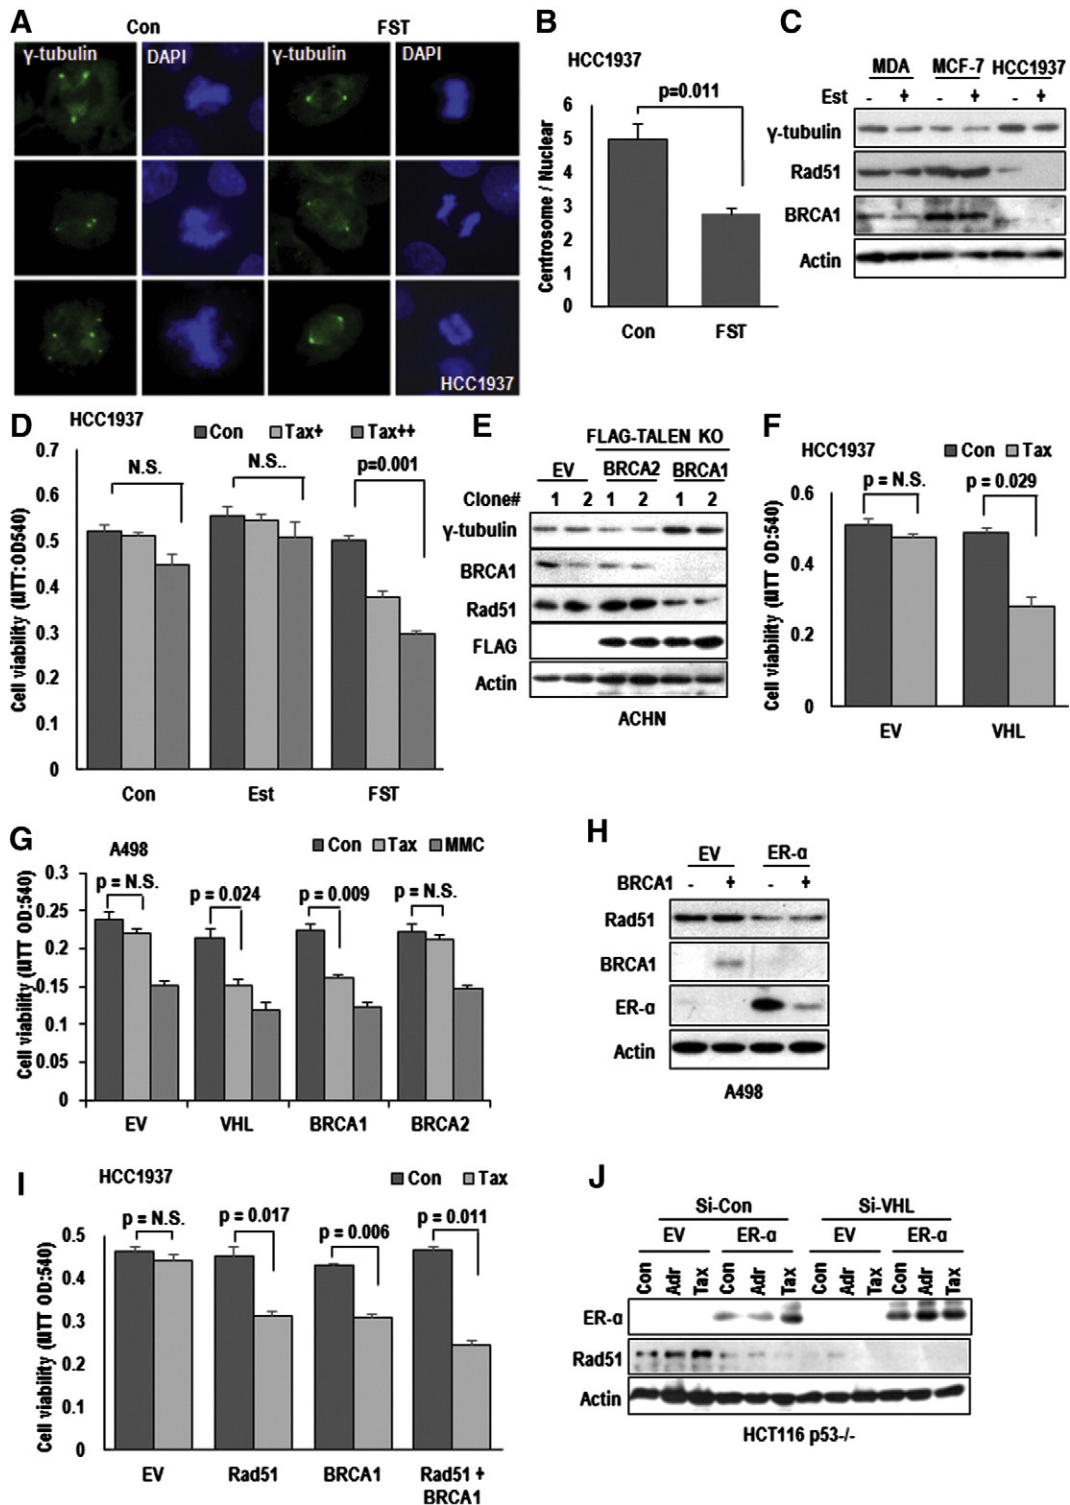 A
Con
FST
γ-tubulin
DAPI
γ-tubulin
DAPI
HCC1937
B
HCC1937
p=0.011
Centrosome / Nuclear
6
5
4
3
2
1
0
Con
FST
C
MDA
MCF-7
HCC1937
Est - + - + - +
γ-tubulin
Rad51
BRCA1
Actin
D
HCC1937
Con
Tax+
Tax++
N.S.
N.S..
p=0.001
Cell viability (MTT:OD540)
0.7
0.6
0.5
0.4
0.3
0.2
0.1
0
Con
Est
FST
E
FLAG-TALEN KO
EV
BRCA2
BRCA1
Clone# 1 2 1 2 1 2
γ-tubulin
BRCA1
Rad51
FLAG
Actin
ACHN
F
HCC1937
Con
Tax
p = N.S.
p = 0.029
Cell viability (MTT OD:540)
0.6
0.4
0.2
0
EV
VHL
G
A498
Con
Tax
MMC
p = N.S.
p = 0.024
p = 0.009
p = N.S.
Cell viability (MTT OD:540)
0.3
0.25
0.2
0.15
0.1
0.05
0
EV
VHL
BRCA1
BRCA2
H
EV
ER-α
BRCA1 - + - +
Rad51
BRCA1
ER-α
Actin
A498
I
HCC1937
Con
Tax
p = N.S.
p = 0.017
p = 0.006
p = 0.011
Cell viability (MTT OD:540)
0.5
0.4
0.3
0.2
0.1
0
EV
Rad51
BRCA1
Rad51 +
BRCA1
J
Si-Con
Si-VHL
EV
ER-α
EV
ER-α
Con Adr Tax Con Adr Tax Con Adr Tax Con Adr Tax
ER-α
Rad51
Actin
HCT116 p53-/-